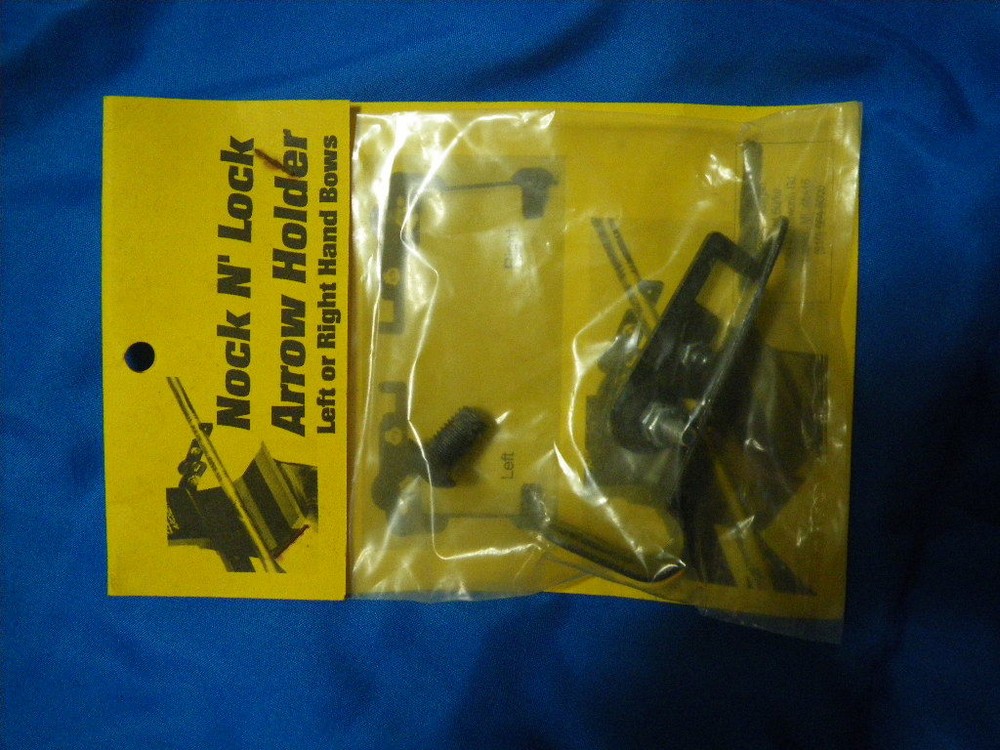 Nock N' Lock
Arrow Holder
Left or Right Hand Bows
Right
Left